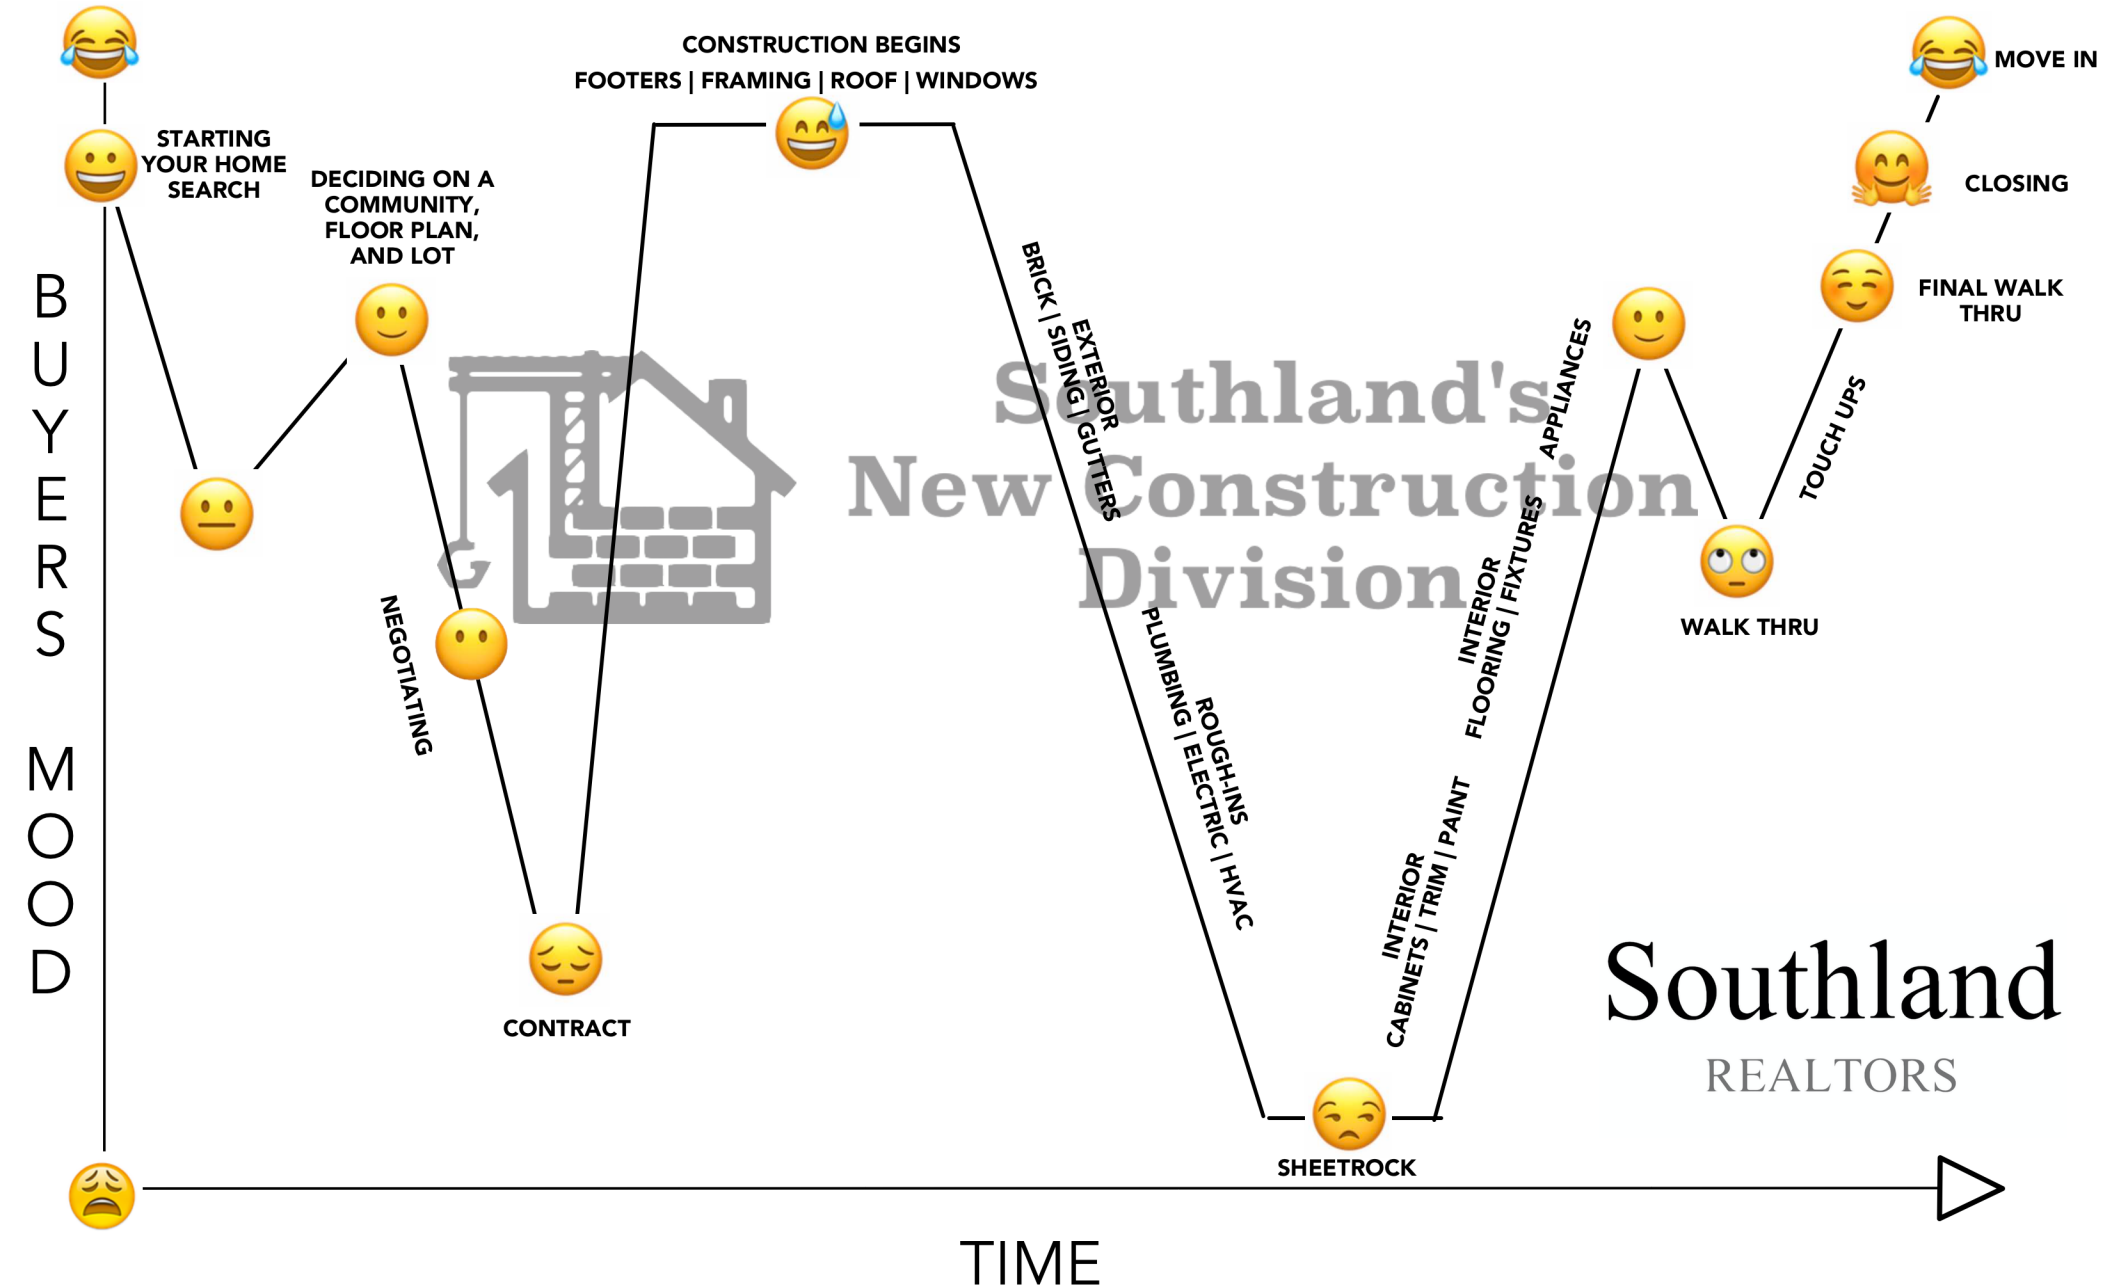 CONSTRUCTION BEGINS
FOOTERS | FRAMING | ROOF | WINDOWS
MOVE IN
STARTING
YOUR HOME
SEARCH
DECIDING ON A
COMMUNITY,
FLOOR PLAN,
AND LOT
CLOSING
FINAL WALK
THRU
BUYERS MOOD
NEGOTIATING
CONTRACT
EXTERIOR
BRICK | SIDING | GUTTERS
Southland's
New Construction
Division
ROUGH-INS
PLUMBING | ELECTRIC | HVAC
SHEETROCK
INTERIOR
CABINETS | TRIM | PAINT
INTERIOR
FLOORING | FIXTURES
APPLIANCES
WALK THRU
TOUCH UPS
Southland
REALTORS
TIME